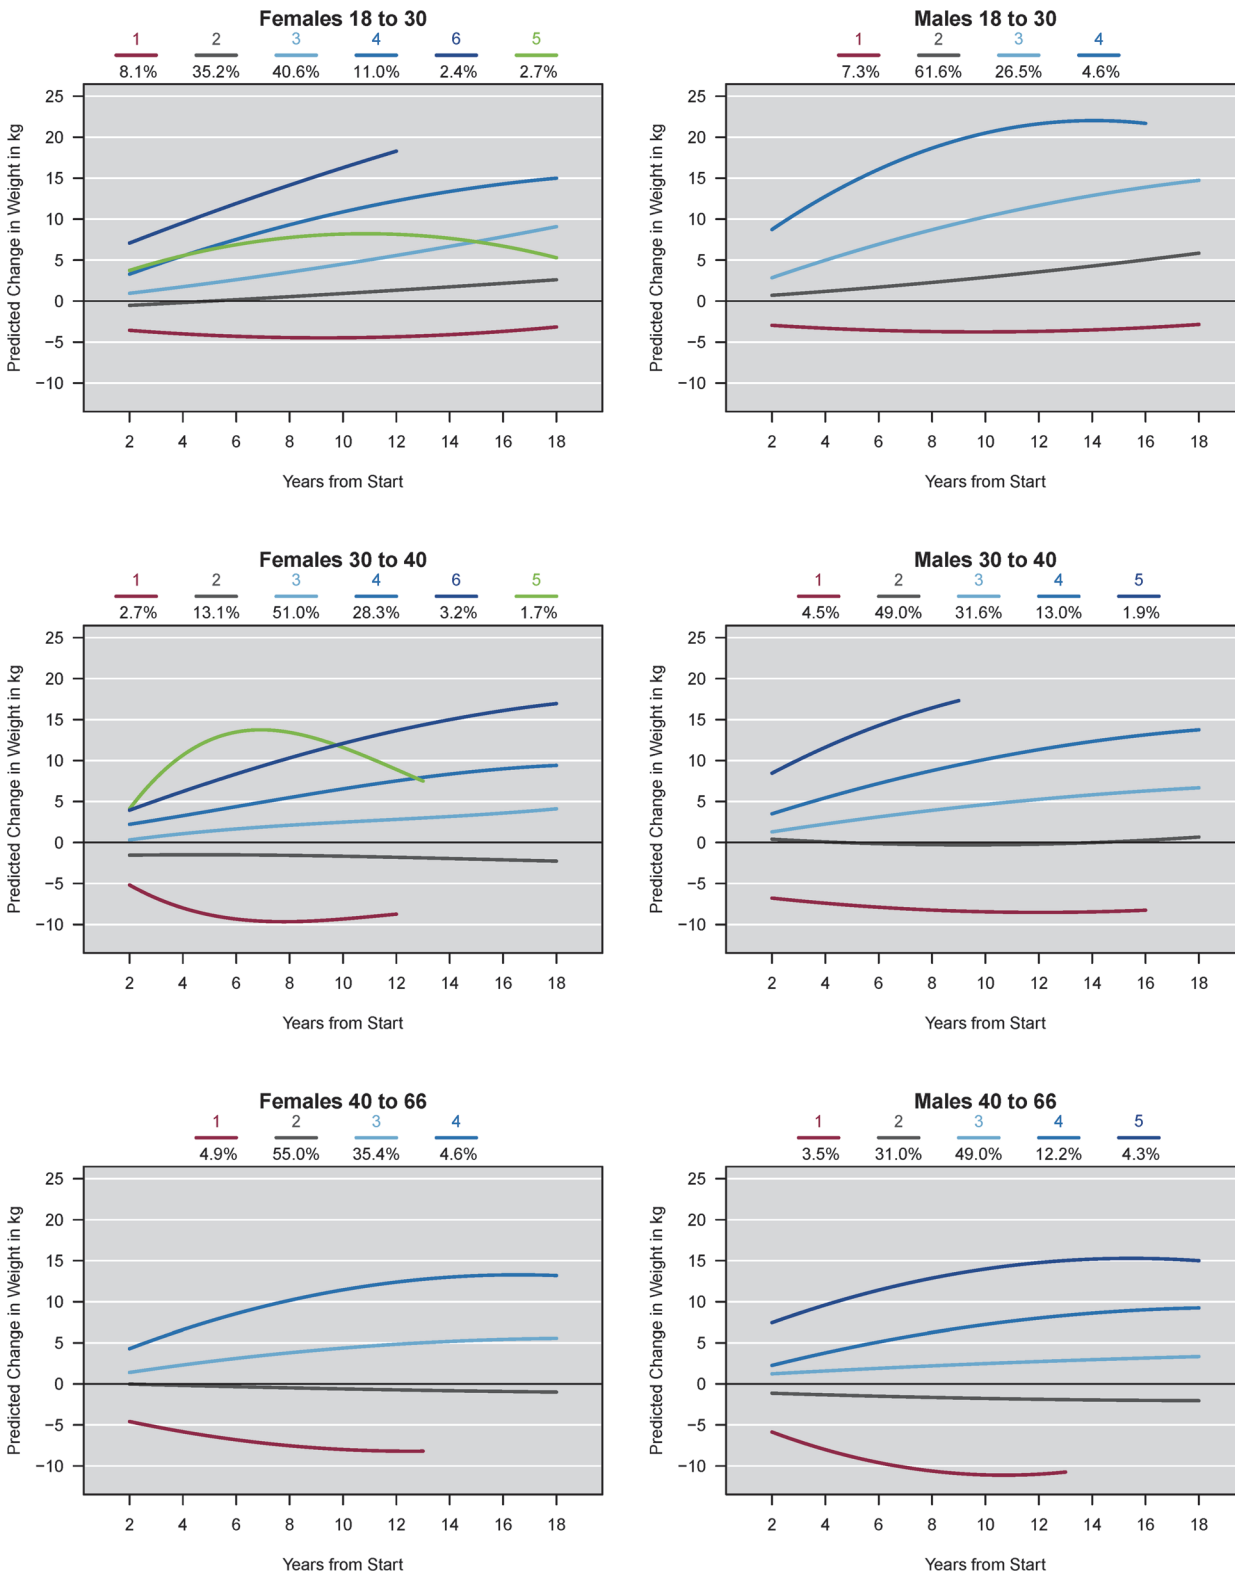 Females 18 to 30
1 2 3 4 6 5
8.1% 35.2% 40.6% 11.0% 2.4% 2.7%
Predicted Change in Weight in kg
25
20
15
10
5
0
−5
−10
2 4 6 8 10 12 14 16 18
Years from Start
Males 18 to 30
1 2 3 4
7.3% 61.6% 26.5% 4.6%
Predicted Change in Weight in kg
25
20
15
10
5
0
−5
−10
2 4 6 8 10 12 14 16 18
Years from Start
Females 30 to 40
1 2 3 4 6 5
2.7% 13.1% 51.0% 28.3% 3.2% 1.7%
Predicted Change in Weight in kg
25
20
15
10
5
0
−5
−10
2 4 6 8 10 12 14 16 18
Years from Start
Males 30 to 40
1 2 3 4 5
4.5% 49.0% 31.6% 13.0% 1.9%
Predicted Change in Weight in kg
25
20
15
10
5
0
−5
−10
2 4 6 8 10 12 14 16 18
Years from Start
Females 40 to 66
1 2 3 4
4.9% 55.0% 35.4% 4.6%
Predicted Change in Weight in kg
25
20
15
10
5
0
−5
−10
2 4 6 8 10 12 14 16 18
Years from Start
Males 40 to 66
1 2 3 4 5
3.5% 31.0% 49.0% 12.2% 4.3%
Predicted Change in Weight in kg
25
20
15
10
5
0
−5
−10
2 4 6 8 10 12 14 16 18
Years from Start